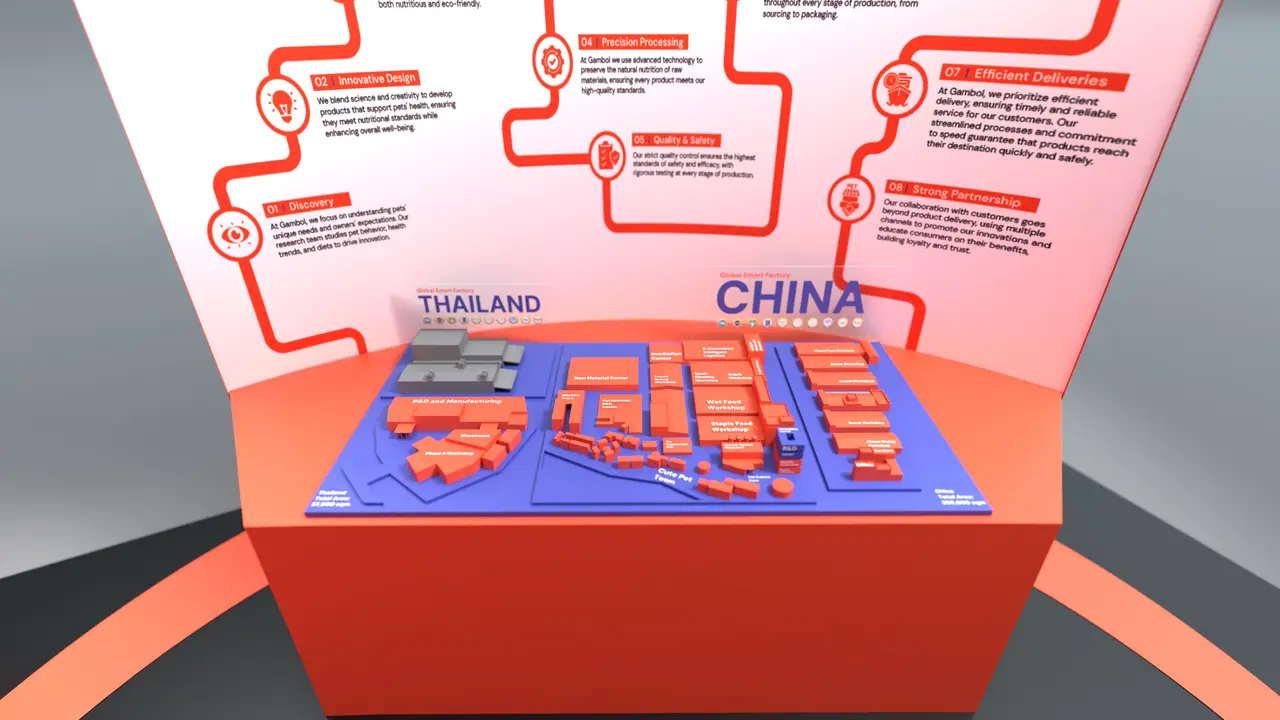 both nutritious and eco-friendly.
02 | Innovative Design
We blend science and creativity to develop
products that support pets' health, ensuring
they meet nutritional standards while
enhancing overall well-being.
01 | Discovery
At Gambol, we focus on understanding pets'
unique needs and owners' expectations. Our
research team studies pet behavior, health
trends, and diets to drive innovation.
04 | Precision Processing
At Gambol we use advanced technology to
preserve the natural nutrition of raw
materials, ensuring every product meets our
high-quality standards.
05 | Quality & Safety
Our strict quality control ensures the highest
standards of safety and efficacy, with
rigorous testing at every stage of production.
throughout every stage of production, from
sourcing to packaging.
07 | Efficient Deliveries
At Gambol, we prioritize efficient
delivery, ensuring timely and reliable
service for our customers. Our
streamlined processes and commitment
to speed guarantee that products reach
their destination quickly and safely.
08 | Strong Partnership
Our collaboration with customers goes
beyond product delivery, using multiple
channels to promote our innovations and
educate consumers on their benefits,
building loyalty and trust.
Global Smart Factory
THAILAND
Global Smart Factory
CHINA
R&D and Manufacturing
Warehouse
Phase II Workshop
Raw Material Center
Wet Food
Workshop
Staple Food
Workshop
R&D
Cute Pet
Town
Thailand
Total Area:
China
Total Area: